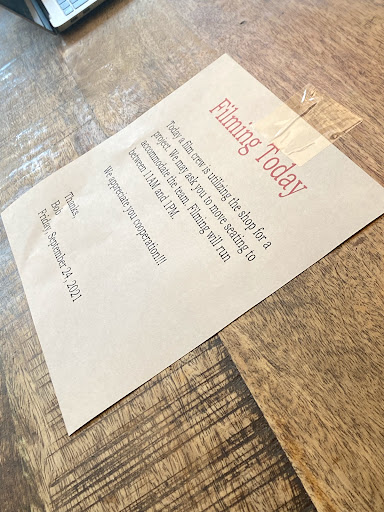 Filming Today
Today a film crew is utilizing the shop for a
project. We may ask you to move seating to
accommodate the team. Filming will run
between 11AM and 1PM.
We appreciate you cooperation!!!
Thanks,
Bob
Friday, September 24, 2021